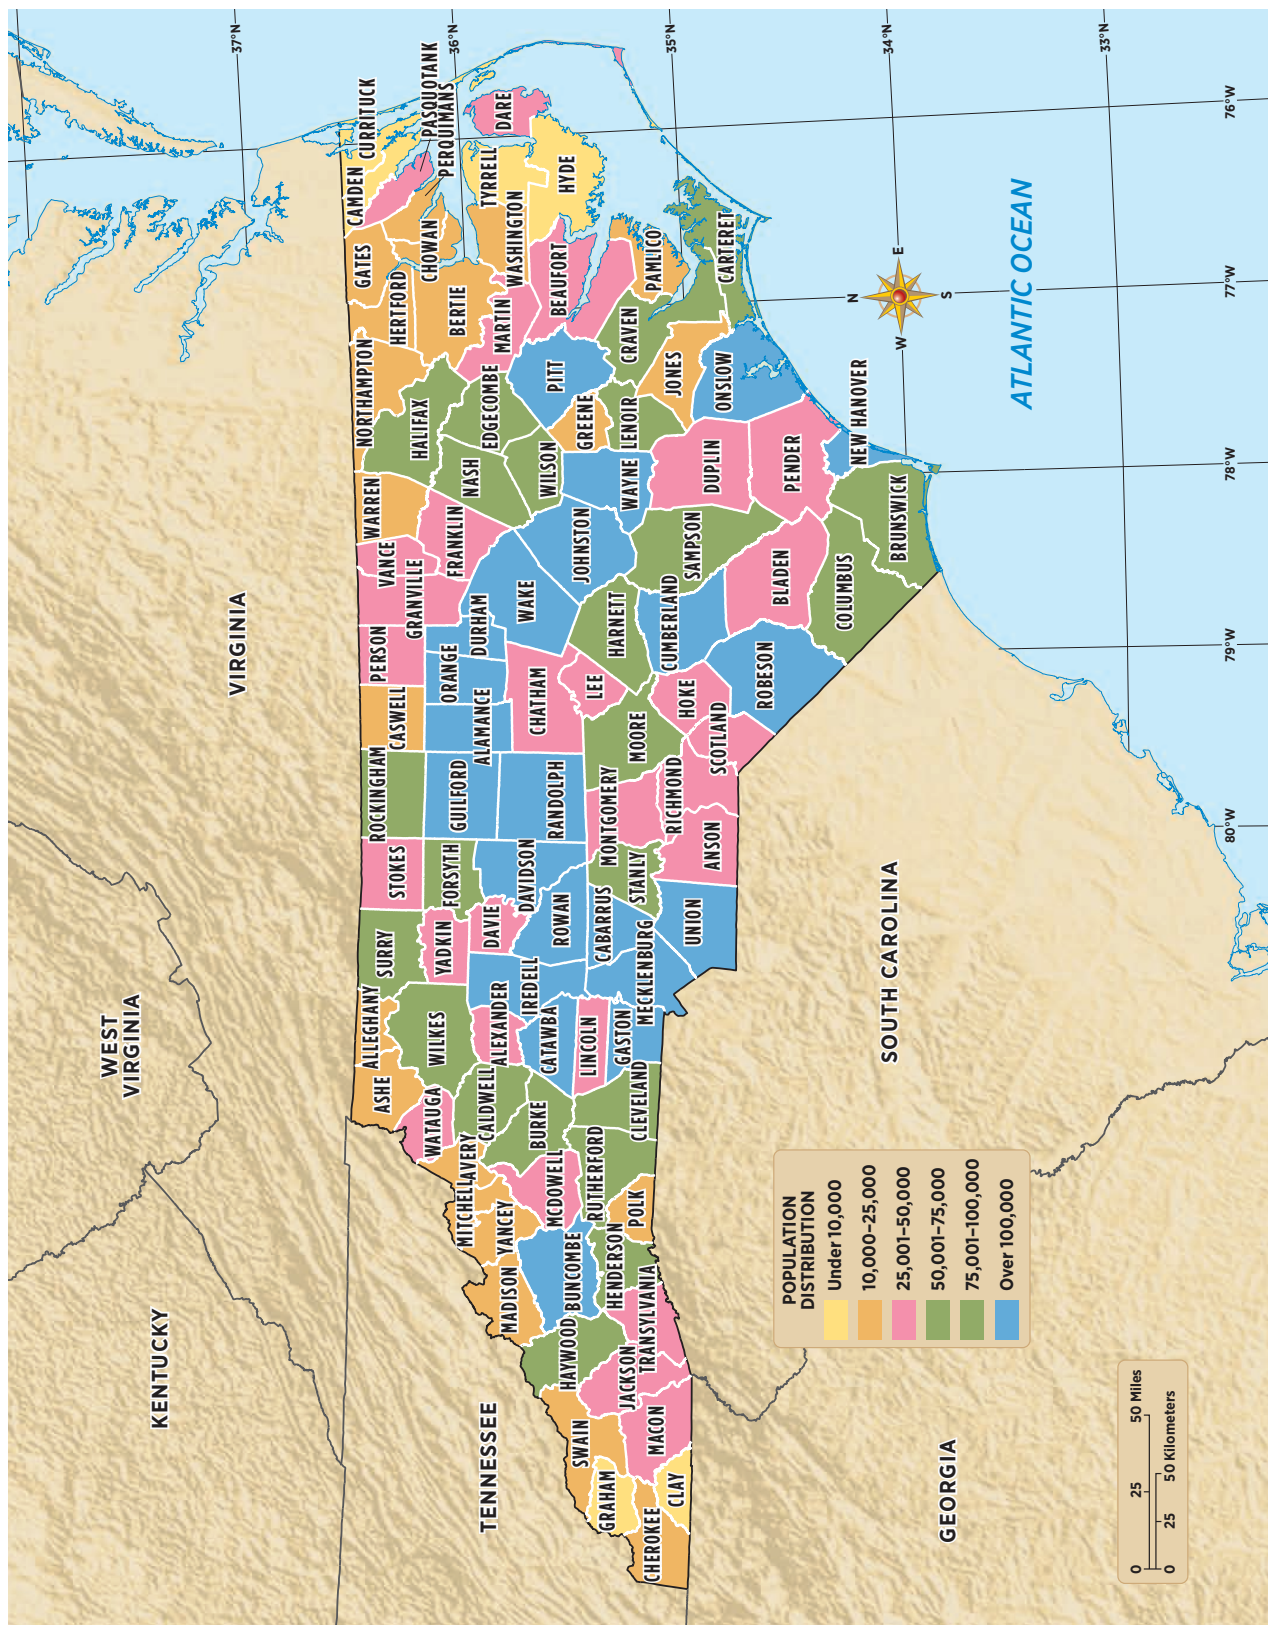 KENTUCKY
WEST
VIRGINIA
VIRGINIA
TENNESSEE
GEORGIA
SOUTH CAROLINA
ATLANTIC OCEAN
37°N
36°N
35°N
34°N
33°N
80°W
79°W
78°W
77°W
76°W
N
E
S
W
CHEROKEE
GRAHAM
CLAY
SWAIN
MACON
JACKSON
HAYWOOD
TRANSYLVANIA
MADISON
BUNCOMBE
HENDERSON
YANCEY
MITCHELL
AVERY
MCDOWELL
RUTHERFORD
POLK
WATAUGA
ASHE
ALLEGHANY
CALDWELL
BURKE
CLEVELAND
WILKES
ALEXANDER
CATAWBA
LINCOLN
GASTON
SURRY
YADKIN
DAVIE
IREDELL
ROWAN
CABARRUS
MECKLENBURG
UNION
STOKES
FORSYTH
DAVIDSON
STANLY
ANSON
ROCKINGHAM
GUILFORD
RANDOLPH
MONTGOMERY
RICHMOND
CASWELL
ALAMANCE
ORANGE
CHATHAM
MOORE
LEE
HOKE
SCOTLAND
PERSON
DURHAM
GRANVILLE
VANCE
WAKE
HARNETT
CUMBERLAND
ROBESON
WARREN
FRANKLIN
JOHNSTON
SAMPSON
BLADEN
COLUMBUS
BRUNSWICK
NORTHAMPTON
HALIFAX
NASH
EDGECOMBE
WILSON
WAYNE
GREENE
LENOIR
DUPLIN
PENDER
NEW HANOVER
PITT
CRAVEN
JONES
ONSLOW
GATES
HERTFORD
BERTIE
MARTIN
BEAUFORT
PAMLICO
CARTERET
CAMDEN
CURRITUCK
PASQUOTANK
PERQUIMANS
CHOWAN
WASHINGTON
TYRRELL
HYDE
DARE
POPULATION
DISTRIBUTION
Under 10,000
10,000–25,000
25,001–50,000
50,001–75,000
75,001–100,000
Over 100,000
0 25 50 Miles
0 25 50 Kilometers